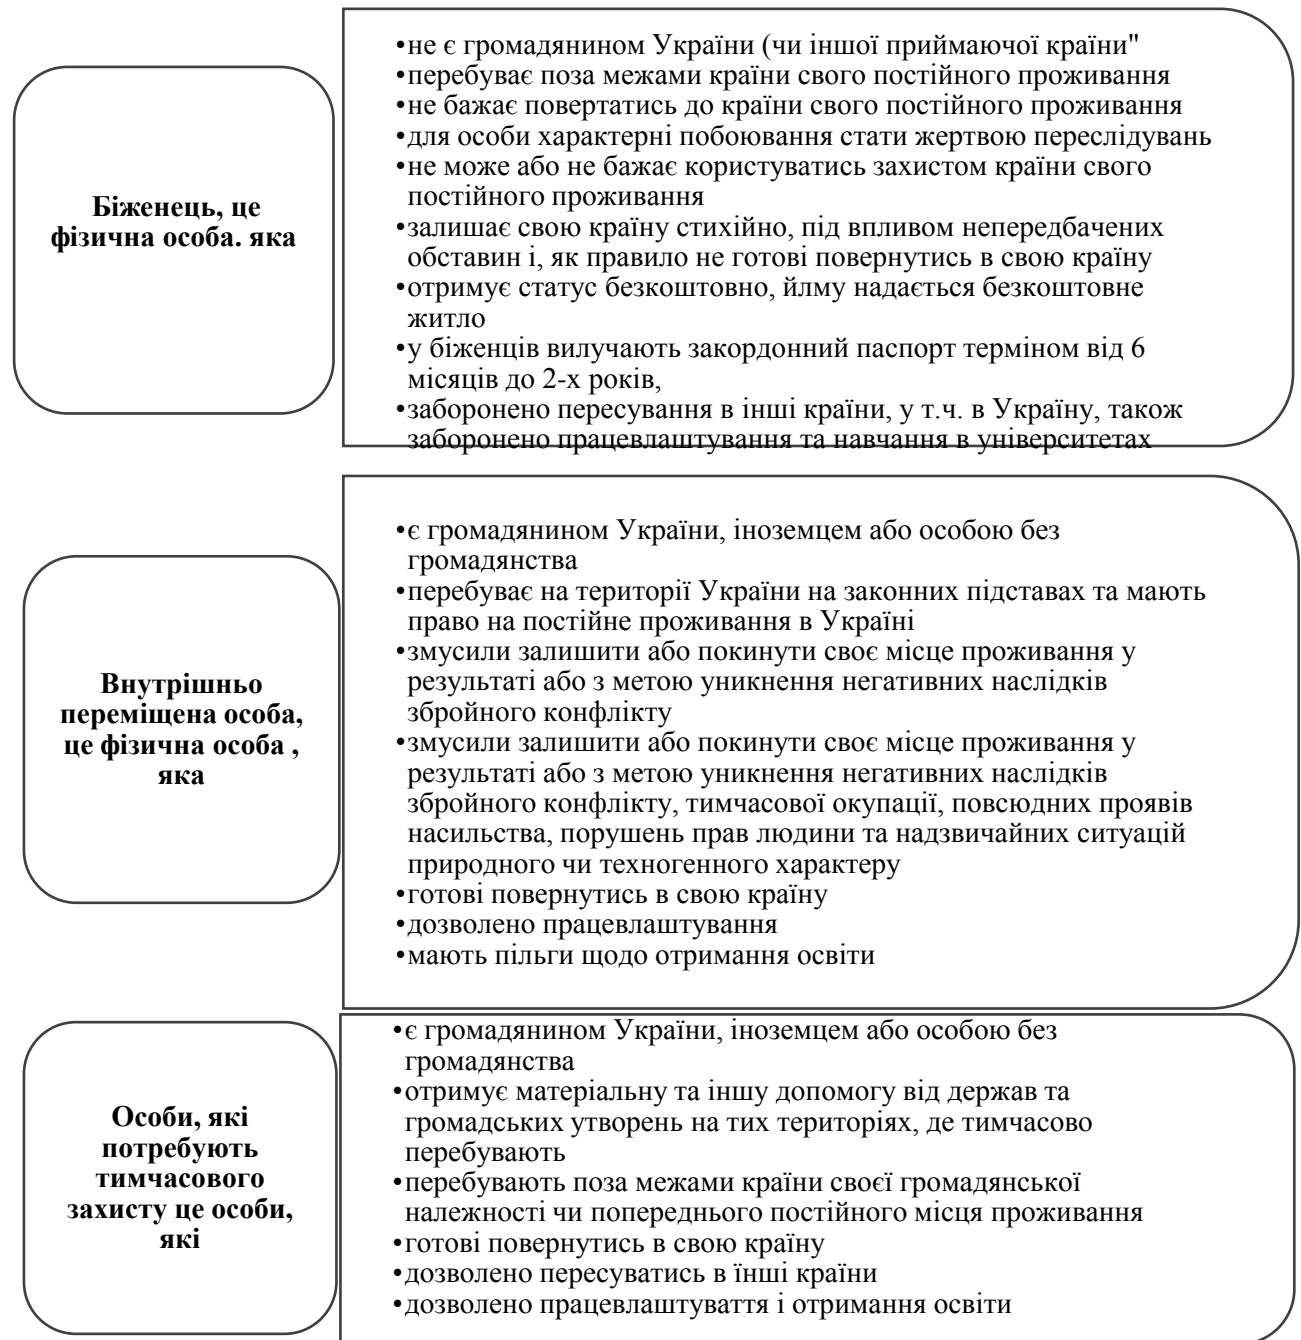 Біженець, це
фізична особа. яка
•не є громадянином України (чи іншої приймаючої країни"
•перебуває поза межами країни свого постійного проживання
•не бажає повертатись до країни свого постійного проживання
•для особи характерні побоювання стати жертвою переслідувань
•не може або не бажає користуватись захистом країни свого
постійного проживання
•залишає свою країну стихійно, під впливом непередбачених
обставин і, як правило не готові повернутись в свою країну
•отримує статус безкоштовно, йлму надається безкоштовне
житло
•у біженців вилучають закордонний паспорт терміном від 6
місяців до 2-х років,
•заборонено пересування в інші країни, у т.ч. в Україну, також
заборонено працевлаштування та навчання в університетах
Внутрішньо
переміщена особа,
це фізична особа ,
яка
•є громадянином України, іноземцем або особою без
громадянства
•перебуває на території України на законних підставах та мають
право на постійне проживання в Україні
•змусили залишити або покинути своє місце проживання у
результаті або з метою уникнення негативних наслідків
збройного конфлікту
•змусили залишити або покинути своє місце проживання у
результаті або з метою уникнення негативних наслідків
збройного конфлікту, тимчасової окупації, повсюдних проявів
насильства, порушень прав людини та надзвичайних ситуацій
природного чи техногенного характеру
•готові повернутись в свою країну
•дозволено працевлаштування
•мають пільги щодо отримання освіти
Особи, які
потребують
тимчасового
захисту це особи,
які
•є громадянином України, іноземцем або особою без
громадянства
•отримує матеріальну та іншу допомогу від держав та
громадських утворень на тих територіях, де тимчасово
перебувають
•перебувають поза межами країни своєї громадянської
належності чи попереднього постійного місця проживання
•готові повернутись в свою країну
•дозволено пересуватись в їнші країни
•дозволено працевлаштуваття і отримання освіти